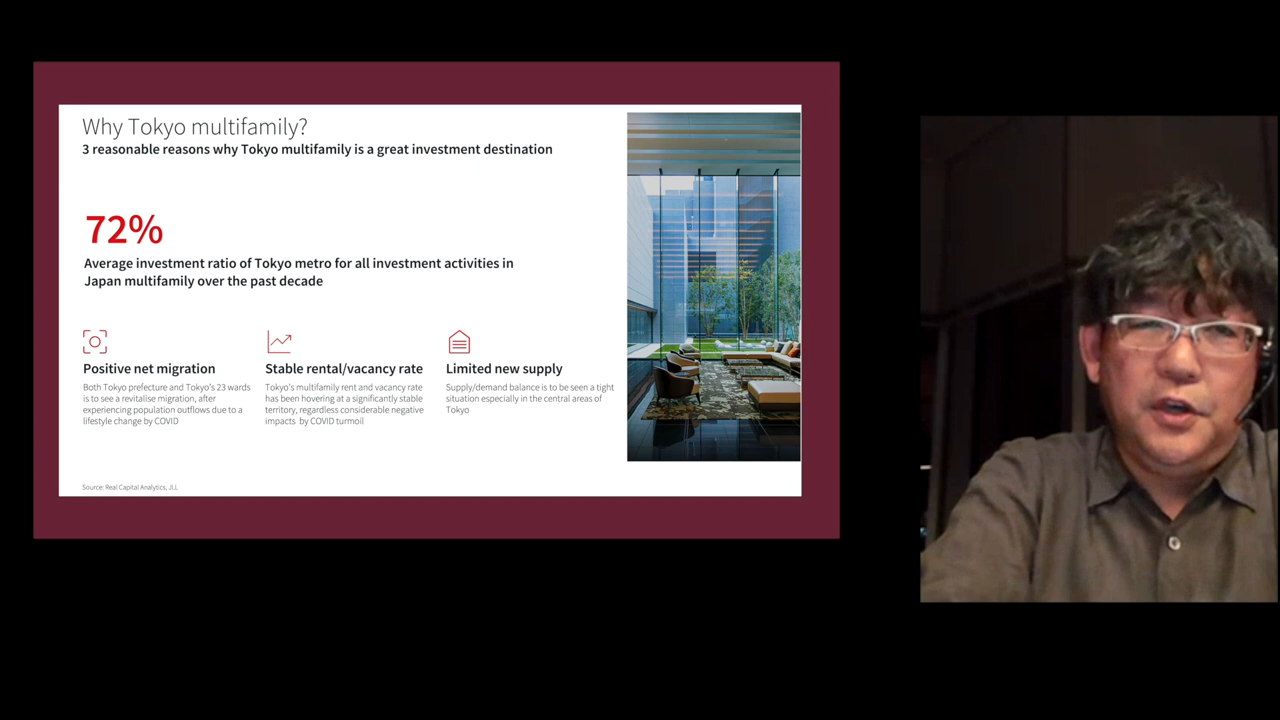 Why Tokyo multifamily?
3 reasonable reasons why Tokyo multifamily is a great investment destination
72%
Average investment ratio of Tokyo metro for all investment activities in
Japan multifamily over the past decade
Positive net migration
Both Tokyo prefecture and Tokyo's 23 wards
is to see a revitalise migration, after
experiencing population outflows due to a
lifestyle change by COVID
Stable rental/vacancy rate
Tokyo's multifamily rent and vacancy rate
has been hovering at a significantly stable
territory, regardless considerable negative
impacts by COVID turmoil
Limited new supply
Supply/demand balance is to be seen a tight
situation especially in the central areas of
Tokyo
Source: Real Capital Analytics, JLL